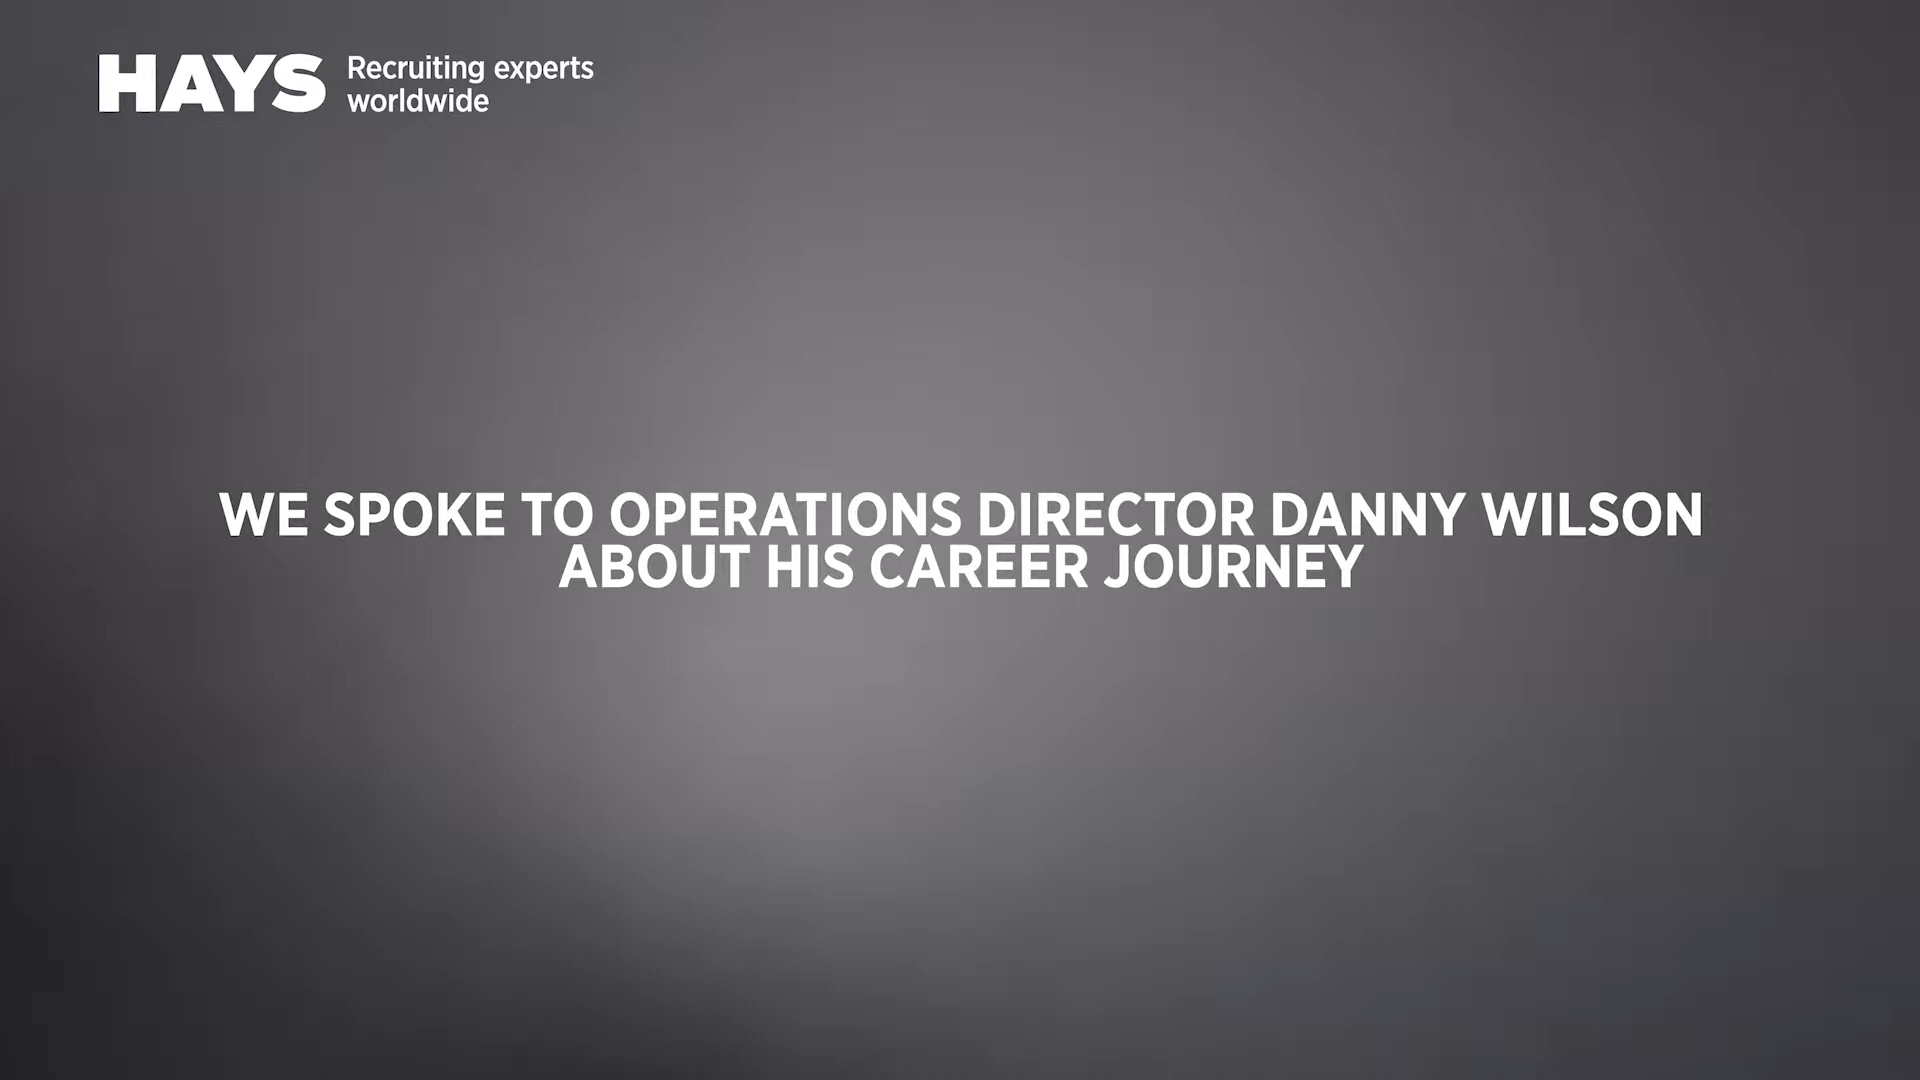 HAYS
Recruiting experts
worldwide
WE SPOKE TO OPERATIONS DIRECTOR DANNY WILSON
ABOUT HIS CAREER JOURNEY